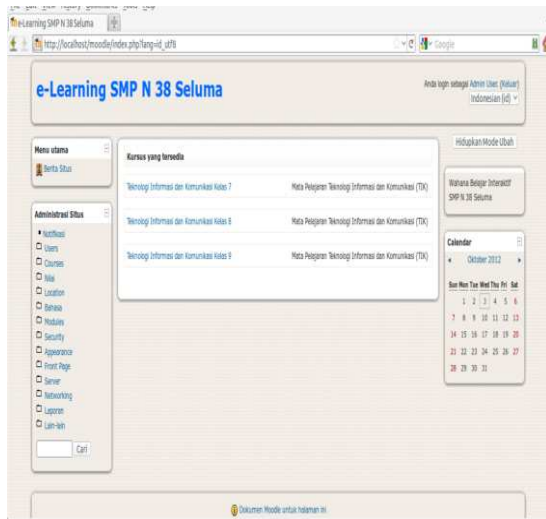 e-Learning SMP N 38 Seluma
http://localhost/moodle/index.php?lang=id_utf8
Google
e-Learning SMP N 38 Seluma
Anda login sebagai Admin User (Keluar)
Indonesian (id)
Menu utama
Berita Situs
Administrasi Situs
Notifikasi
Users
Courses
Nilai
Location
Bahasa
Modules
Security
Appearance
Front Page
Server
Networking
Laporan
Lain-lain
Cari
Kursus yang tersedia
Teknologi Informasi dan Komunikasi Kelas 7 Mata Pelajaran Teknologi Informasi dan Komunikasi (TIK)
Teknologi Informasi dan Komunikasi Kelas 8 Mata Pelajaran Teknologi Informasi dan Komunikasi (TIK)
Teknologi Informasi dan Komunikasi Kelas 9 Mata Pelajaran Teknologi Informasi dan Komunikasi (TIK)
Hidupkan Mode Ubah
Wahana Belajar Interaktif
SMP N 38 Seluma
Calendar
Oktober 2012
Sun Mon Tue Wed Thu Fri Sat
1 2 3 4 5 6
7 8 9 10 11 12 13
14 15 16 17 18 19 20
21 22 23 24 25 26 27
28 29 30 31
Dokumen Moodle untuk halaman ini